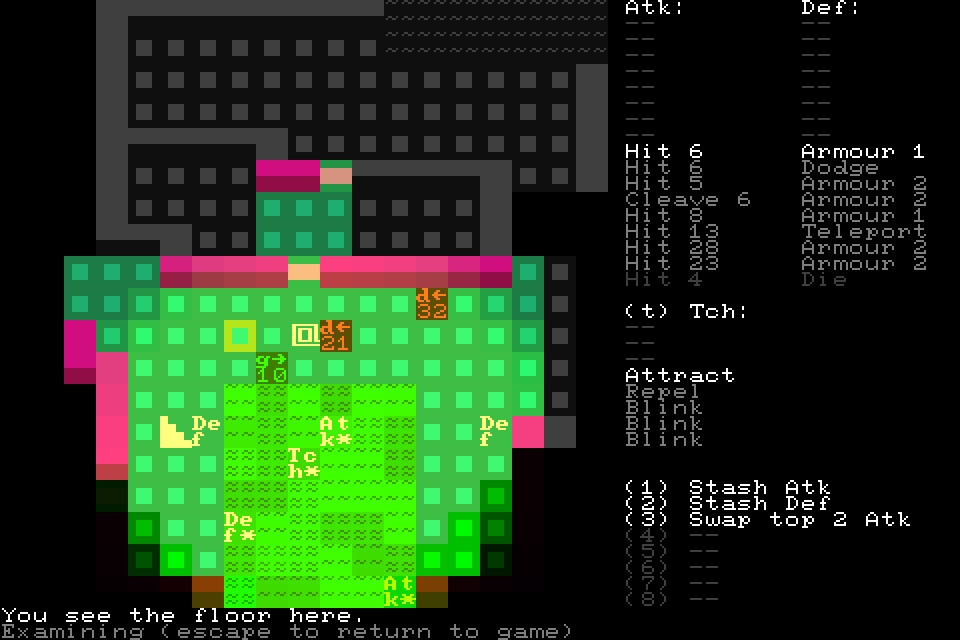 Atk: Def:
-- --
-- --
-- --
-- --
-- --
-- --
-- --
-- --
Hit 6 Armour 1
Hit 6 Dodge
Hit 5 Armour 2
Cleave 6 Armour 2
Hit 8 Armour 1
Hit 13 Teleport
Hit 28 Armour 2
Hit 23 Armour 2
Hit 4 Die
(t) Tch:
--
--
--
Attract
Repel
Blink
Blink
Blink
(1) Stash Atk
(2) Stash Def
(3) Swap top 2 Atk
(4) --
(5) --
(6) --
(7) --
(8) --
d←
32
@
d←
21
g→
10
De
f
At
k*
De
f
Tc
h*
De
f*
At
k*
You see the floor here.
Examining (escape to return to game)